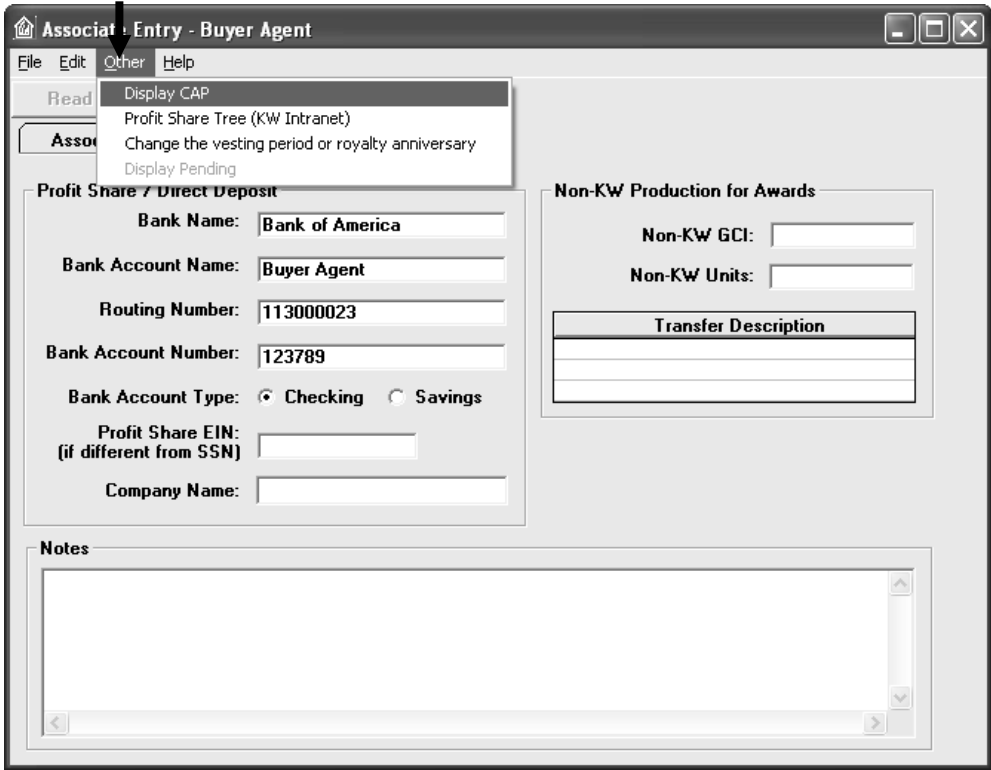 Associate Entry - Buyer Agent
File Edit Other Help
Read
Display CAP
Profit Share Tree (KW Intranet)
Change the vesting period or royalty anniversary
Display Pending
Profit Share / Direct Deposit
Bank Name: Bank of America
Bank Account Name: Buyer Agent
Routing Number: 113000023
Bank Account Number: 123789
Bank Account Type: Checking Savings
Profit Share EIN:
(if different from SSN)
Company Name:
Non-KW Production for Awards
Non-KW GCI:
Non-KW Units:
Transfer Description
Notes